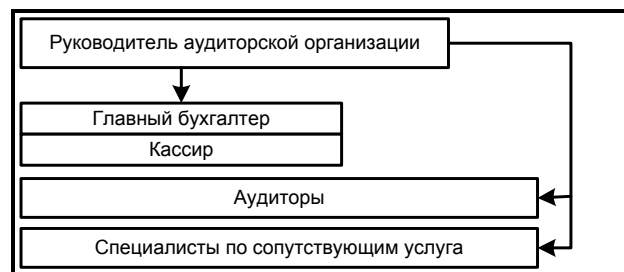 Руководитель аудиторской организации
Главный бухгалтер
Кассир
Аудиторы
Специалисты по сопутствующим услуга